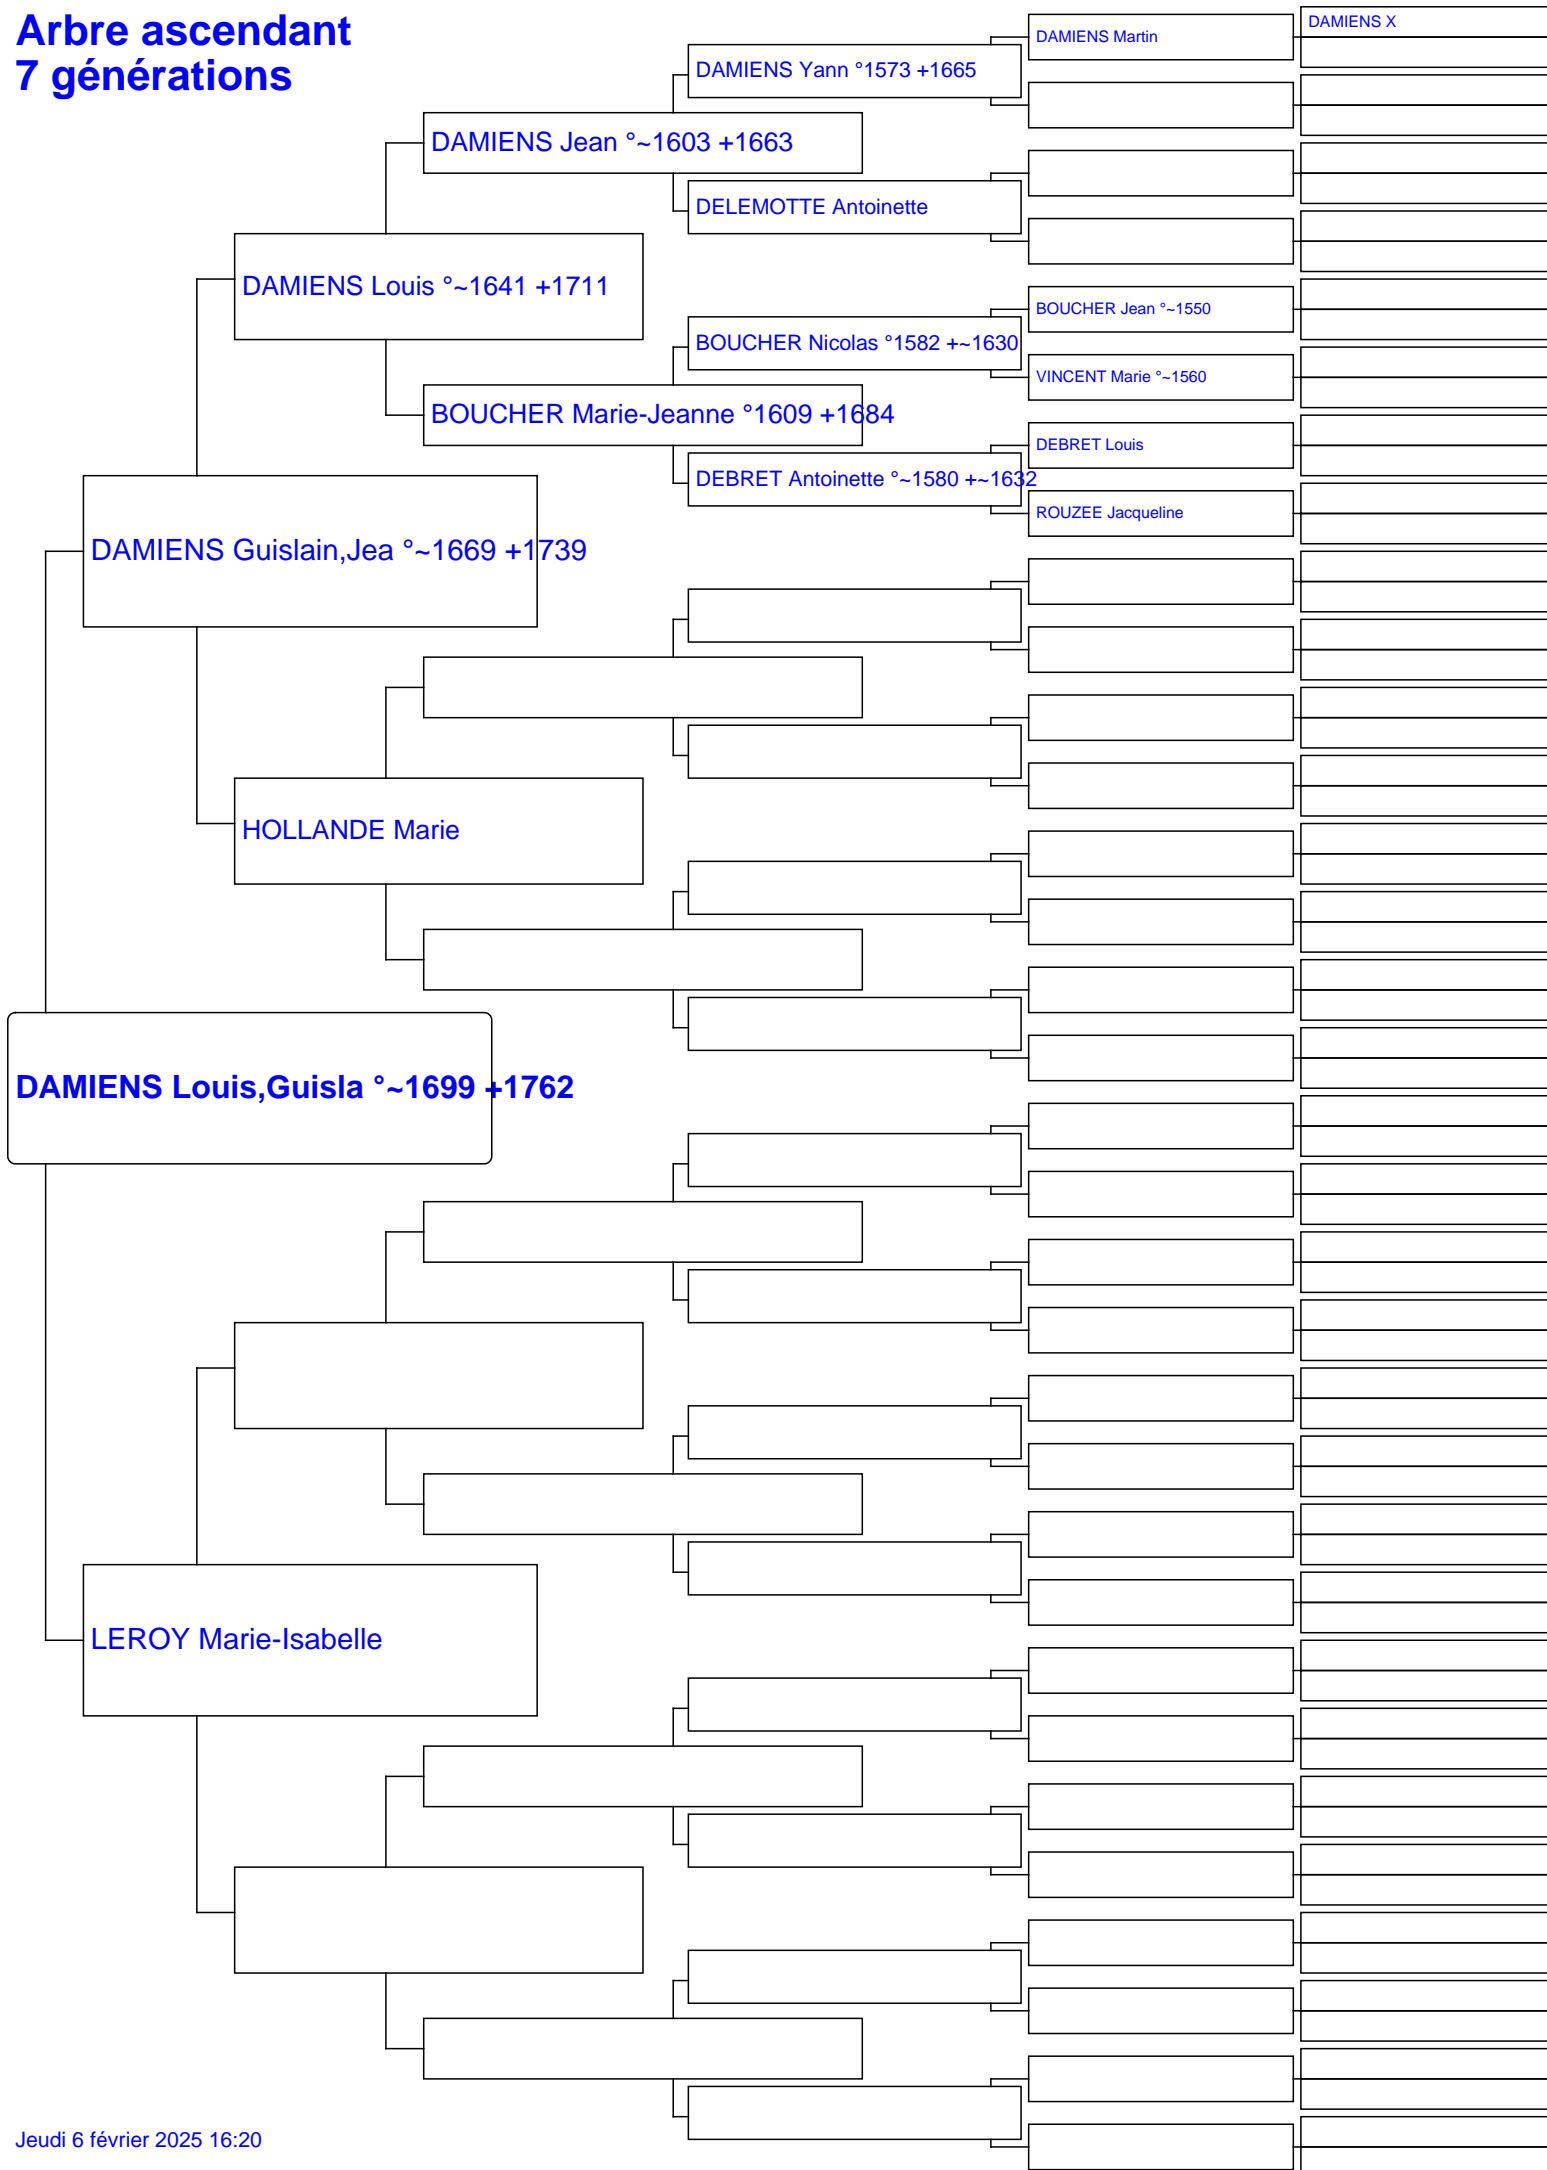 Arbre ascendant
7 générations
DAMIENS X
DAMIENS Martin
DAMIENS Yann °1573 +1665
DAMIENS Jean °~1603 +1663
DELEMOTTE Antoinette
DAMIENS Louis °~1641 +1711
BOUCHER Jean °~1550
BOUCHER Nicolas °1582 +~1630
VINCENT Marie °~1560
BOUCHER Marie-Jeanne °1609 +1684
DEBRET Louis
DEBRET Antoinette °~1580 +~1632
ROUZEE Jacqueline
DAMIENS Guislain,Jea °~1669 +1739
HOLLANDE Marie
DAMIENS Louis,Guisla °~1699 +1762
LEROY Marie-Isabelle
Jeudi 6 février 2025 16:20